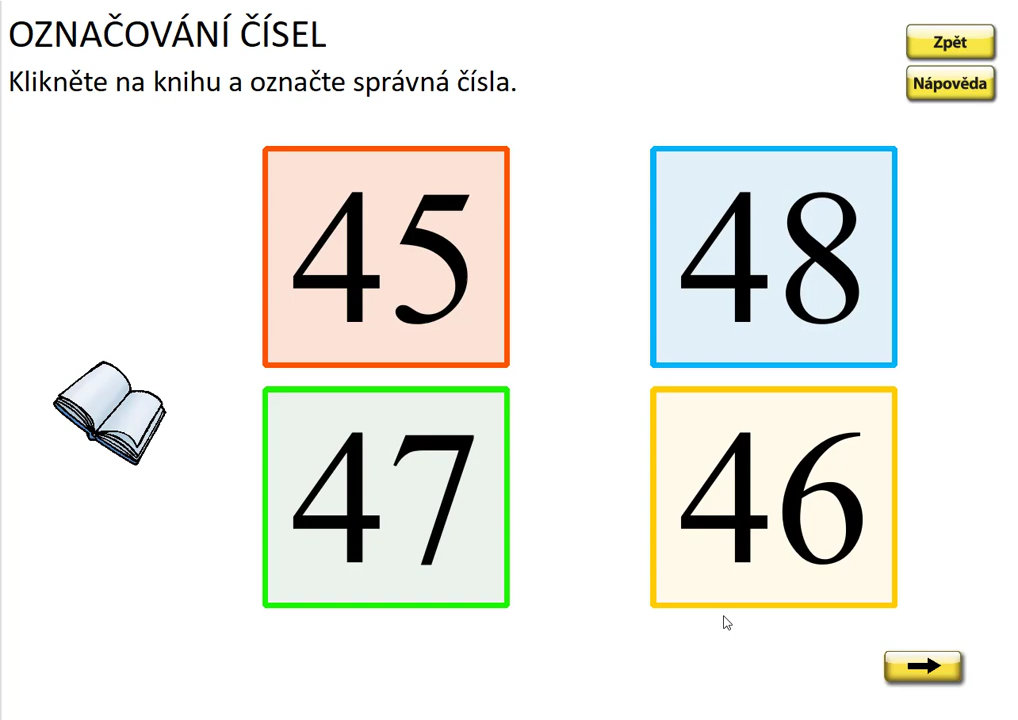 OZNAČOVÁNÍ ČÍSEL
Klikněte na knihu a označte správná čísla.
Zpět
Nápověda
45
48
47
46